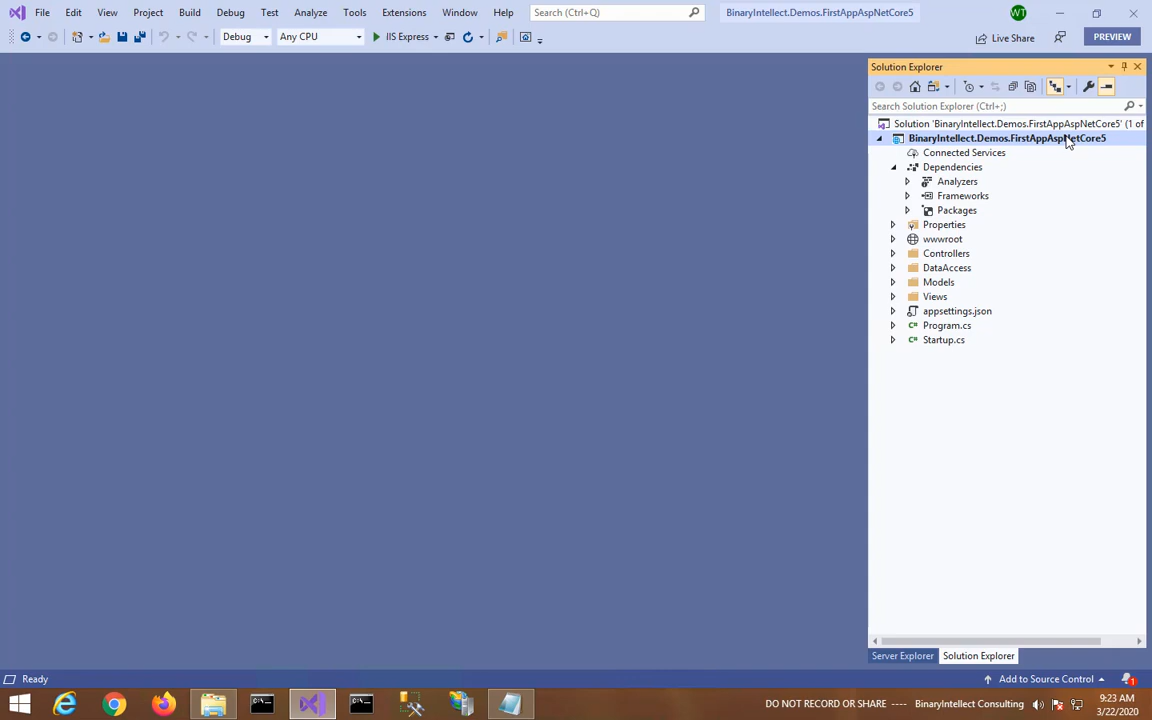 File Edit View Project Build Debug Test Analyze Tools Extensions Window Help Search (Ctrl+Q) BinaryIntellect.Demos.FirstAppAspNetCore5 WT
Debug Any CPU IIS Express Live Share PREVIEW
Solution Explorer
Search Solution Explorer (Ctrl+;)
Solution 'BinaryIntellect.Demos.FirstAppAspNetCore5' (1 of
BinaryIntellect.Demos.FirstAppAspNetCore5
Connected Services
Dependencies
Analyzers
Frameworks
Packages
Properties
wwwroot
Controllers
DataAccess
Models
Views
appsettings.json
C# Program.cs
C# Startup.cs
Server Explorer Solution Explorer
Ready Add to Source Control 1
9:23 AM
DO NOT RECORD OR SHARE ---- BinaryIntellect Consulting
3/22/2020